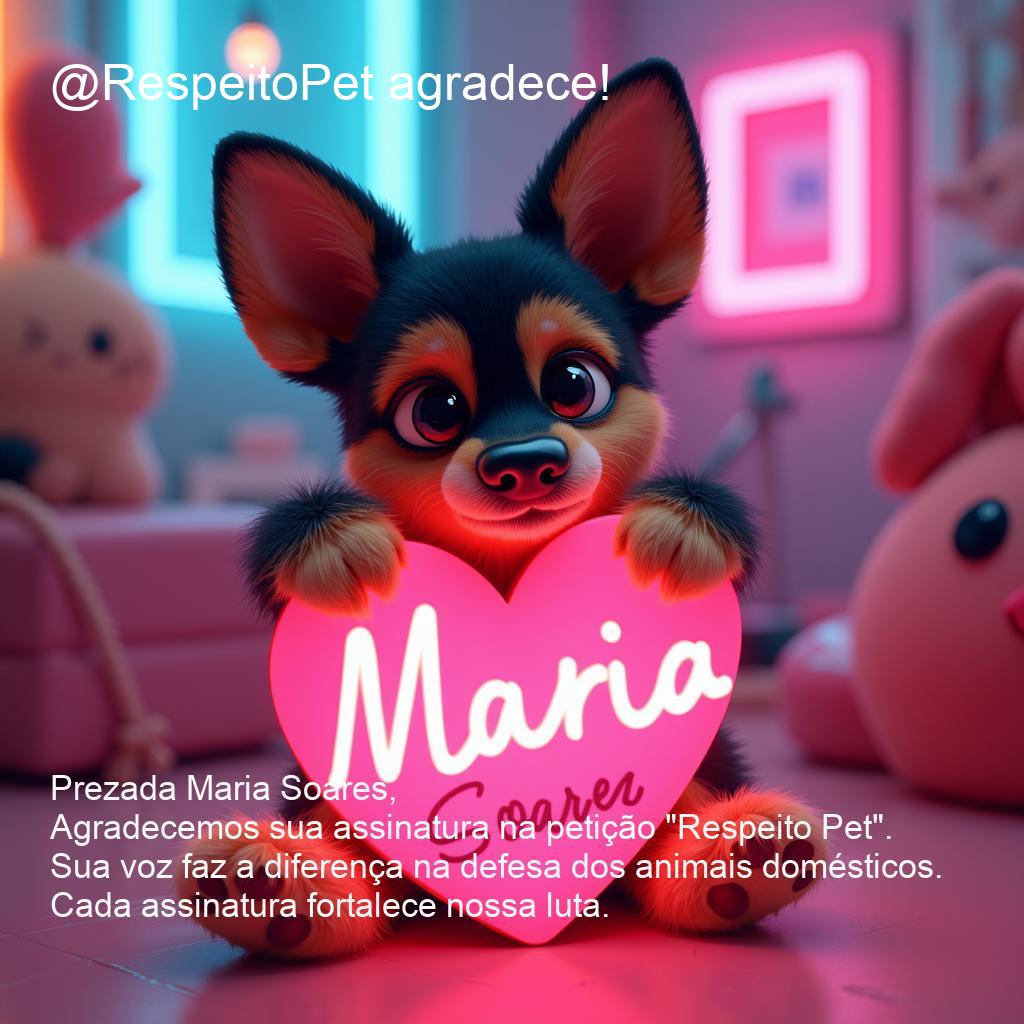 @RespeitoPet agradece!
Maria
Soares
Prezada Maria Soares,
Agradecemos sua assinatura na petição "Respeito Pet".
Sua voz faz a diferença na defesa dos animais domésticos.
Cada assinatura fortalece nossa luta.